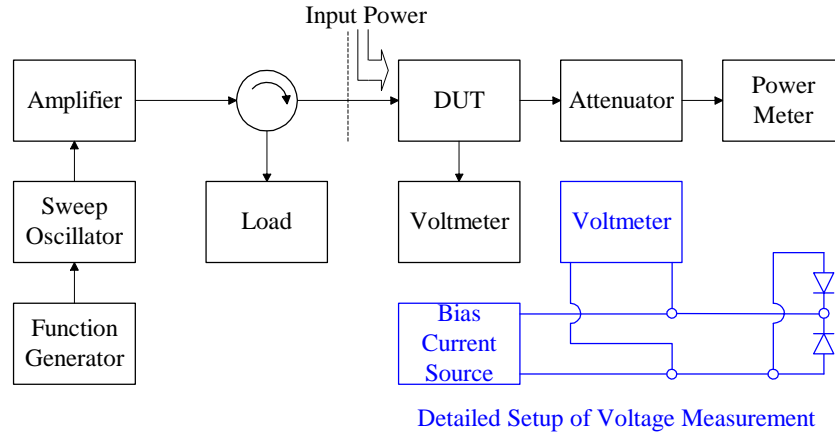 Input Power
Amplifier
DUT
Attenuator
Power
Meter
Sweep
Oscillator
Load
Voltmeter
Voltmeter
Function
Generator
Bias
Current
Source
Detailed Setup of Voltage Measurement